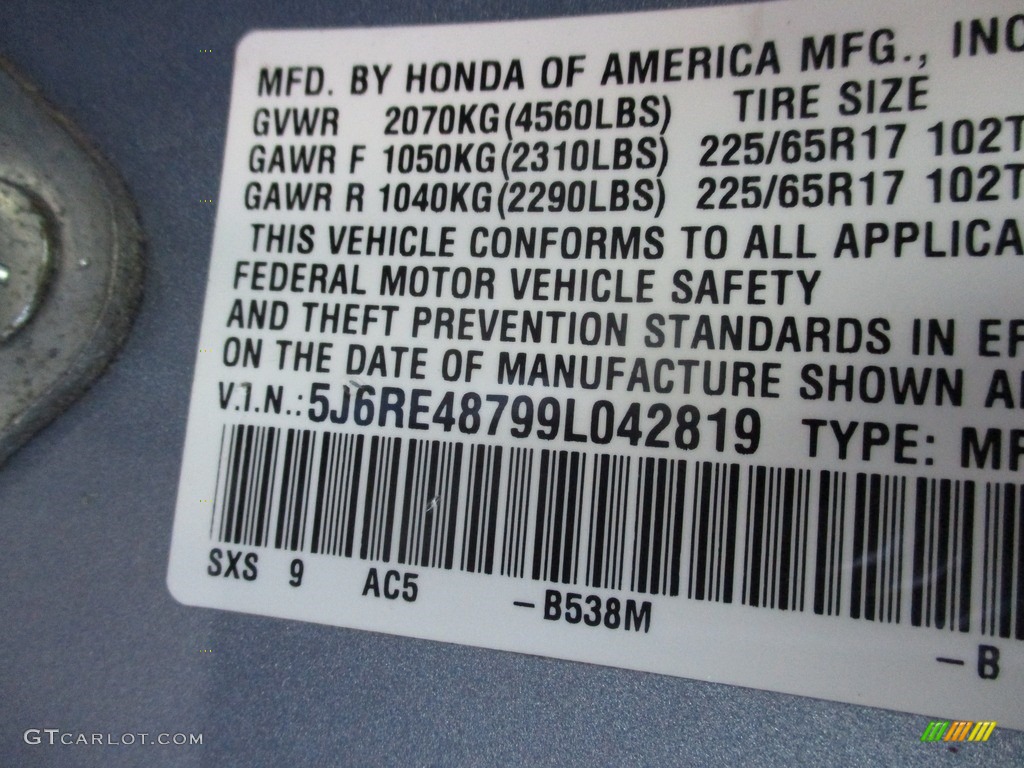 MFD. BY HONDA OF AMERICA MFG., INC
GVWR 2070KG(4560LBS) TIRE SIZE
GAWR F 1050KG(2310LBS) 225/65R17 102T
GAWR R 1040KG(2290LBS) 225/65R17 102T
THIS VEHICLE CONFORMS TO ALL APPLICA
FEDERAL MOTOR VEHICLE SAFETY
AND THEFT PREVENTION STANDARDS IN EF
ON THE DATE OF MANUFACTURE SHOWN A
V.I.N.: 5J6RE48799L042819 TYPE: MP
SXS 9 AC5 -B538M -B
GTCARLOT.COM